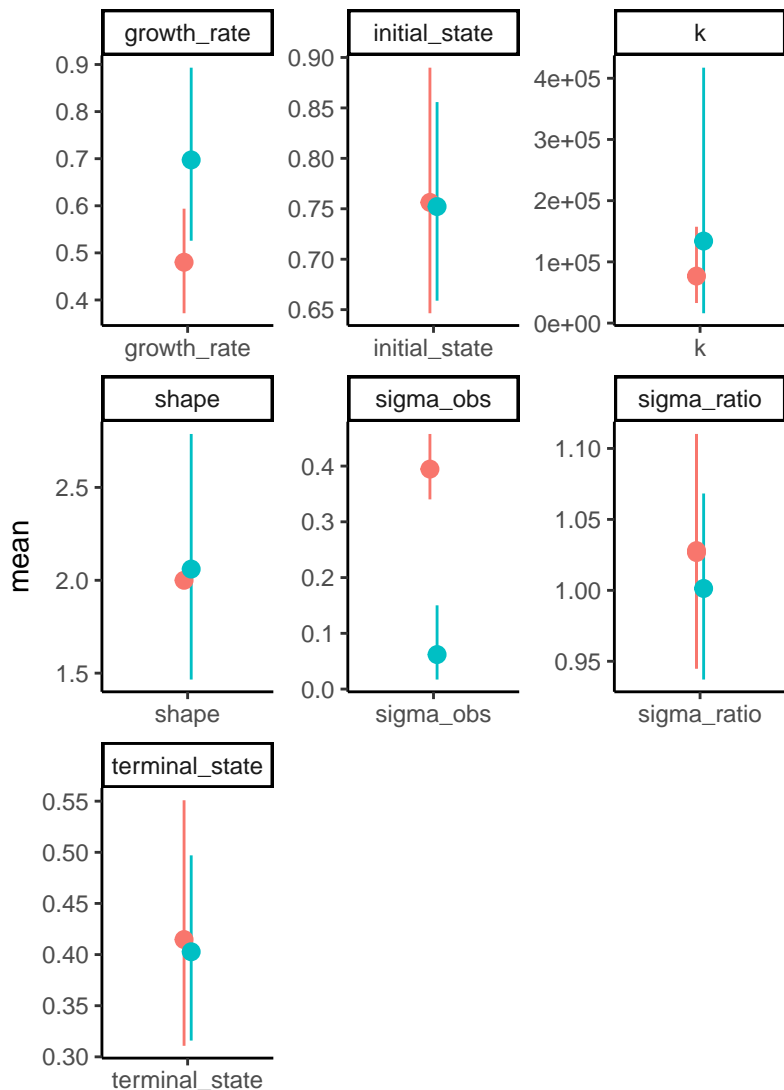 growth_rate
initial_state
k
0.9
0.8
0.7
0.6
0.5
0.4
0.90
0.85
0.80
0.75
0.70
0.65
4e+05
3e+05
2e+05
1e+05
0e+00
growth_rate
initial_state
k
shape
sigma_obs
sigma_ratio
mean
2.5
2.0
1.5
0.4
0.3
0.2
0.1
0.0
1.10
1.05
1.00
0.95
shape
sigma_obs
sigma_ratio
terminal_state
0.55
0.50
0.45
0.40
0.35
0.30
terminal_state